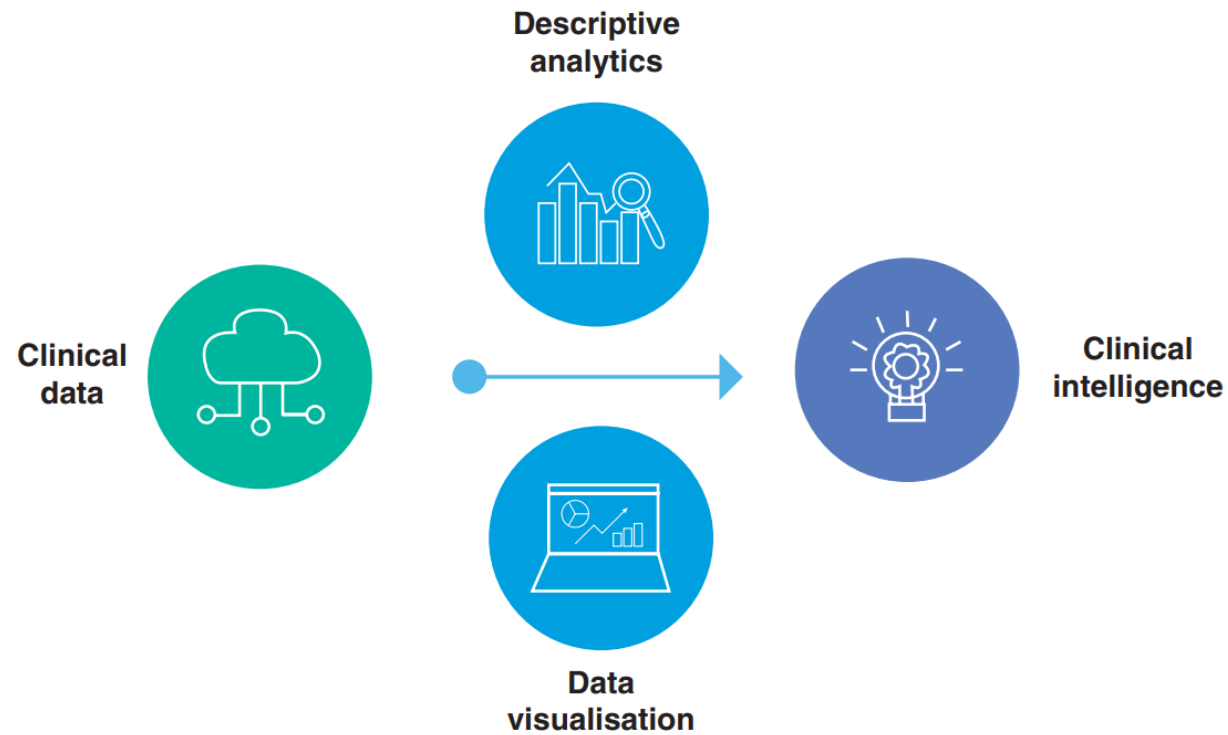 Descriptive
analytics
Clinical
data
Clinical
intelligence
Data
visualisation